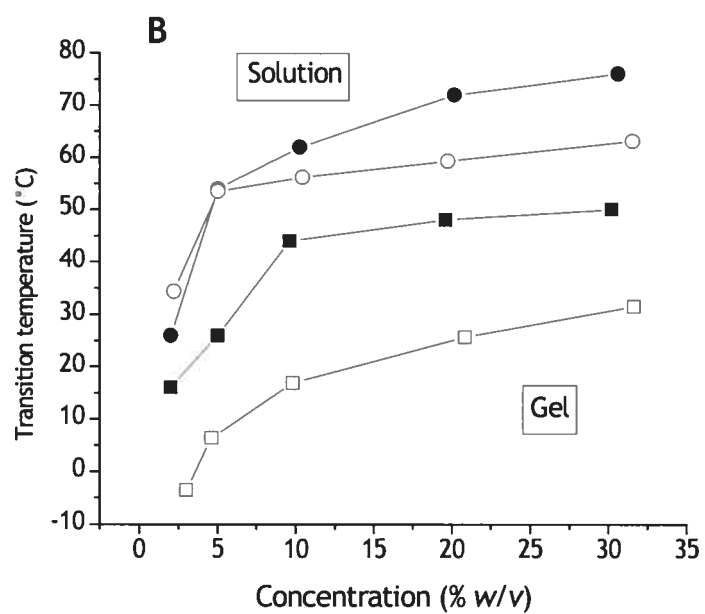 B
Solution
Gel
80
70
60
50
40
30
20
10
0
-10
Transition temperature (°C)
0 5 10 15 20 25 30 35
Concentration (% w/v)